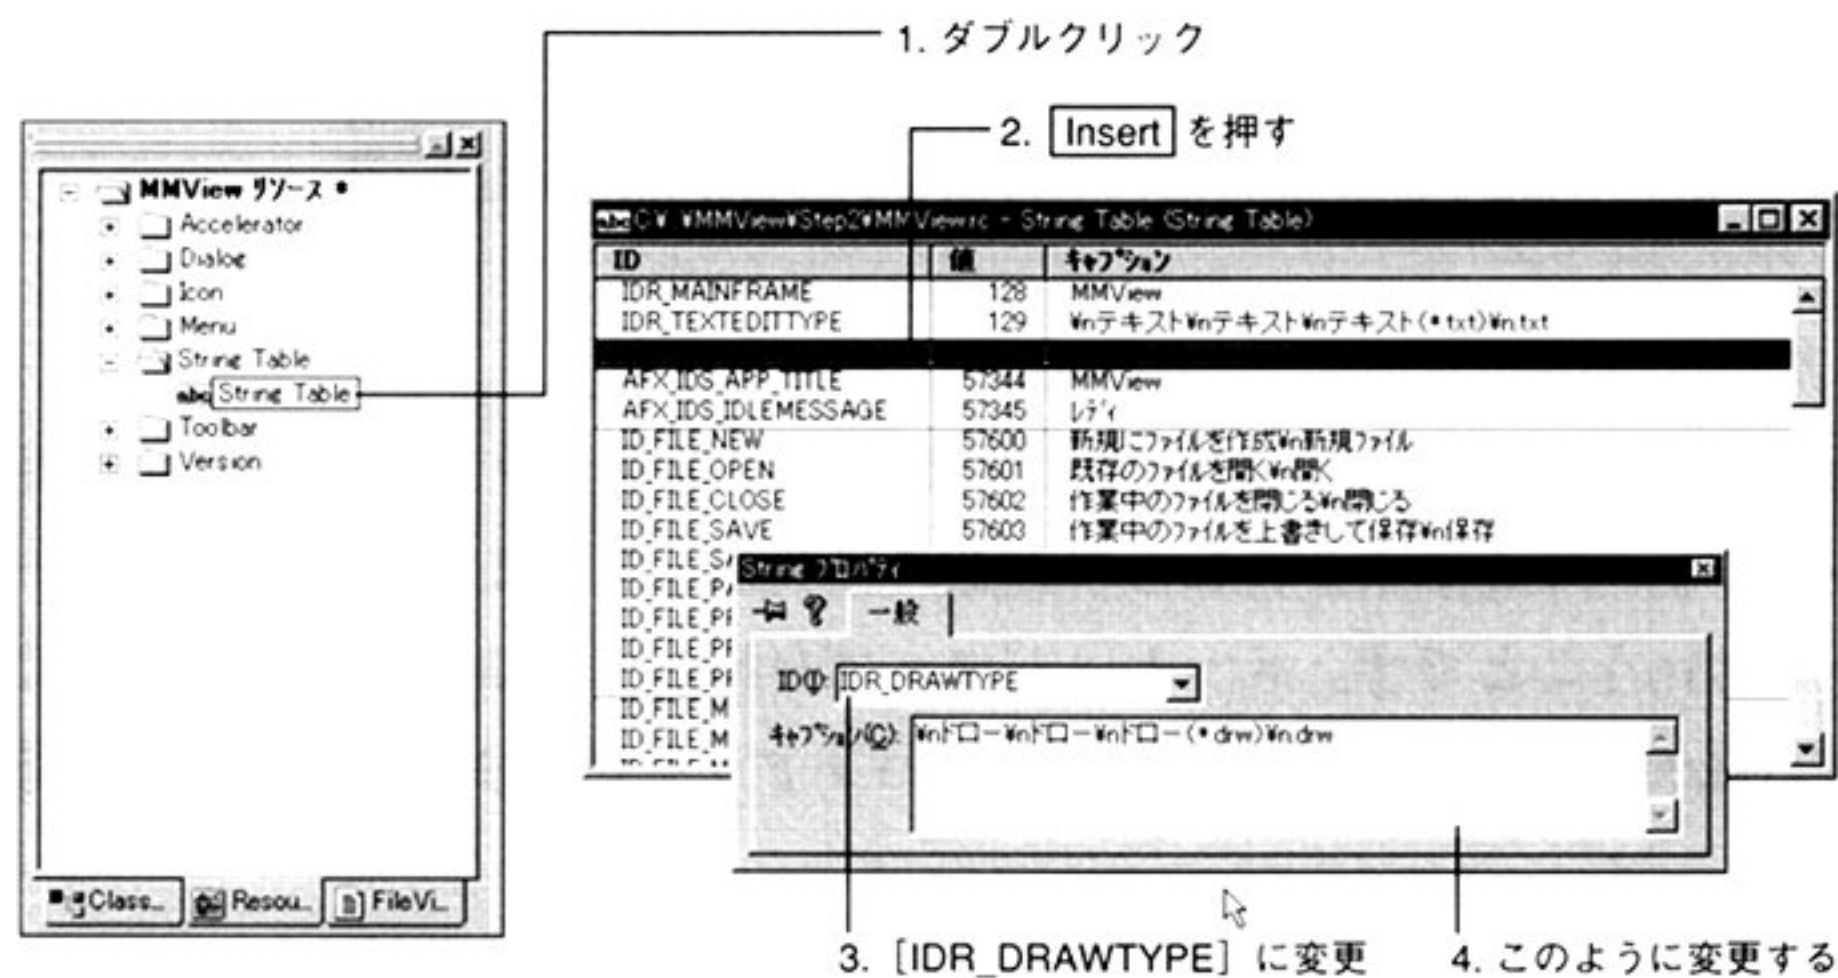 1. ダブルクリック
2. Insert を押す
MMView リソース *
Accelerator
Dialog
Icon
Menu
String Table
abc String Table
Toolbar
Version
Class...
Resou...
FileVi...
abc C:¥..¥MMView¥Step2¥MMView.rc - String Table (String Table)
ID 値 キャプション
IDR_MAINFRAME 128 MMView
IDR_TEXTEDITTYPE 129 ¥nテキスト¥nテキスト¥nテキスト(*.txt)¥n.txt
AFX_IDS_APP_TITLE 57344 MMView
AFX_IDS_IDLEMESSAGE 57345 レディ
ID_FILE_NEW 57600 新規にファイルを作成¥n新規ファイル
ID_FILE_OPEN 57601 既存のファイルを開く¥n開く
ID_FILE_CLOSE 57602 作業中のファイルを閉じる¥n閉じる
ID_FILE_SAVE 57603 作業中のファイルを上書きして保存¥n保存
ID_FILE_SA
ID_FILE_PA
ID_FILE_PR
ID_FILE_PR
ID_FILE_PR
ID_FILE_M
ID_FILE_M
String プロパティ
一般
ID(I): IDR_DRAWTYPE
キャプション(C): ¥nドロー¥nドロー¥nドロー(*.drw)¥n.drw
3. [IDR_DRAWTYPE] に変更
4. このように変更する